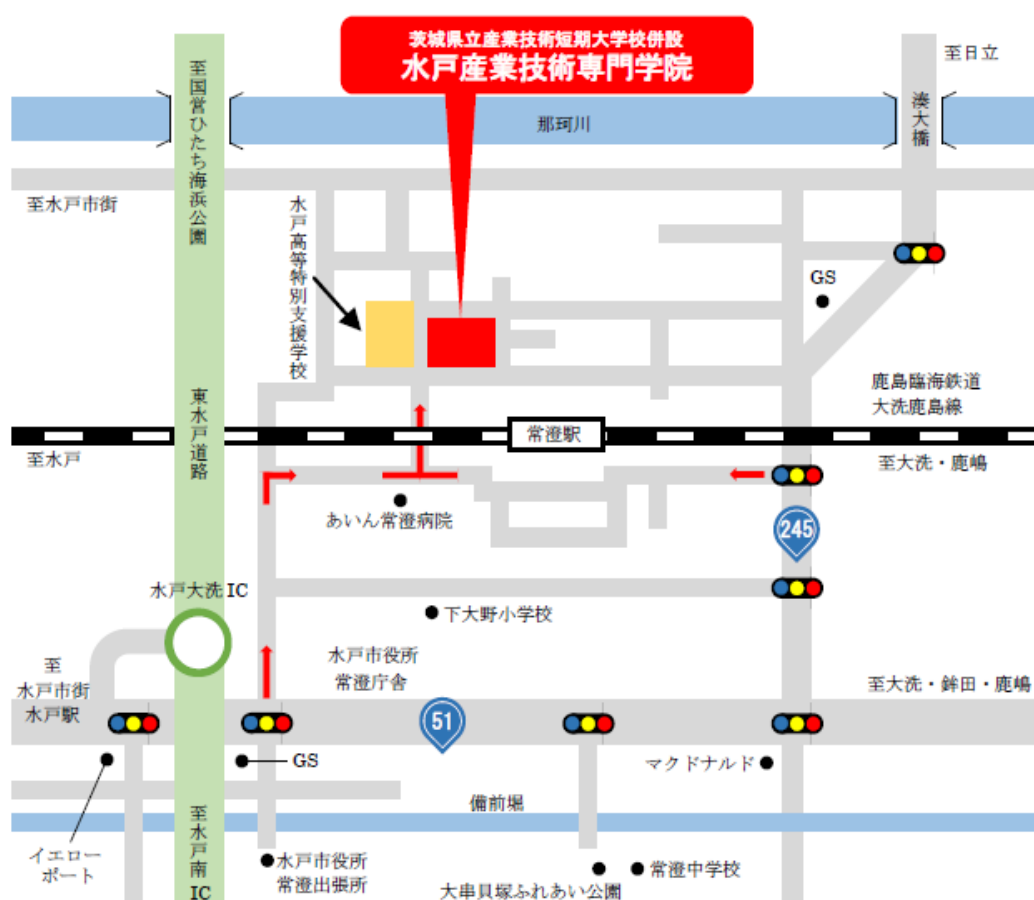 茨城県立産業技術短期大学校併設
水戸産業技術専門学院
至日立
至国営ひたち海浜公園
那珂川
湊大橋
至水戸市街
水戸高等特別支援学校
GS
東水戸道路
鹿島臨海鉄道
大洗鹿島線
常澄駅
至水戸
至大洗・鹿嶋
あいん常澄病院
245
水戸大洗IC
下大野小学校
至
水戸市街
水戸駅
水戸市役所
常澄庁舎
至大洗・鉾田・鹿嶋
51
GS
マクドナルド
備前堀
至水戸南IC
イエロー
ポート
水戸市役所
常澄出張所
大串貝塚ふれあい公園
常澄中学校